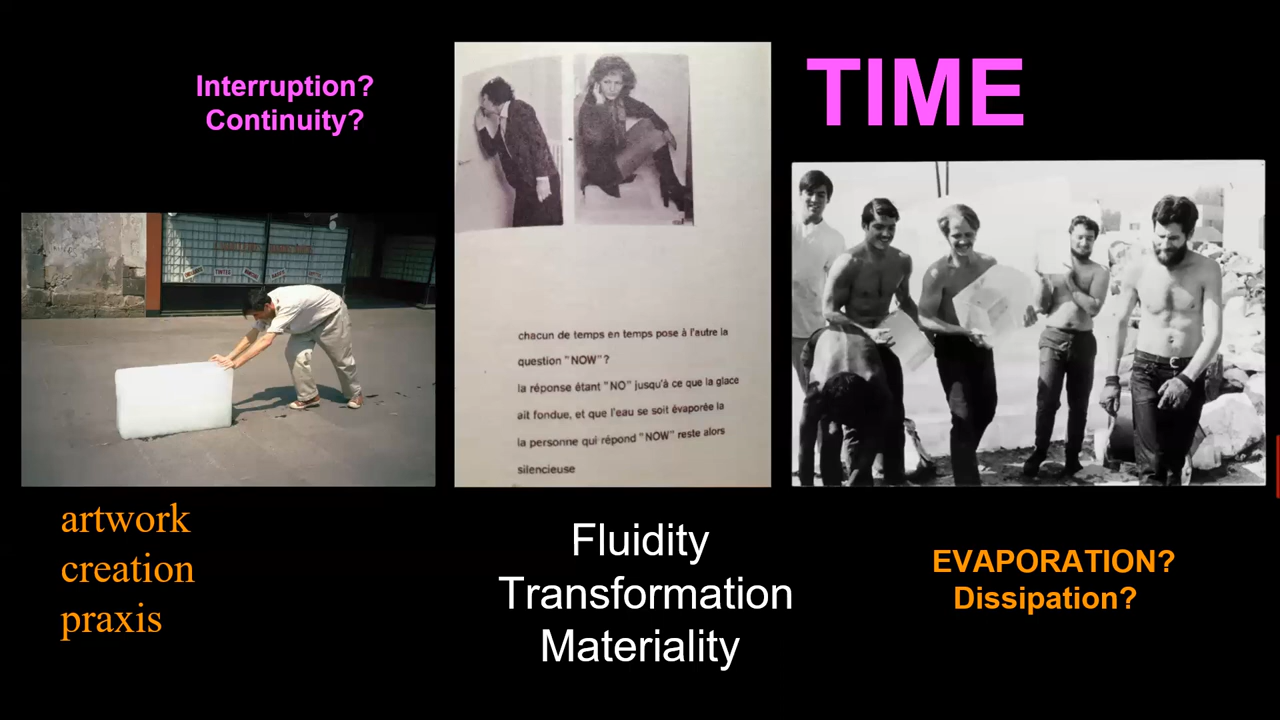 Interruption?
Continuity?
TIME
chacun de temps en temps pose à l'autre la
question "NOW"?
la réponse étant "NO" jusqu'à ce que la glace
ait fondue, et que l'eau se soit évaporée la
la personne qui répond "NOW" reste alors
silencieuse
artwork
creation
praxis
Fluidity
Transformation
Materiality
EVAPORATION?
Dissipation?